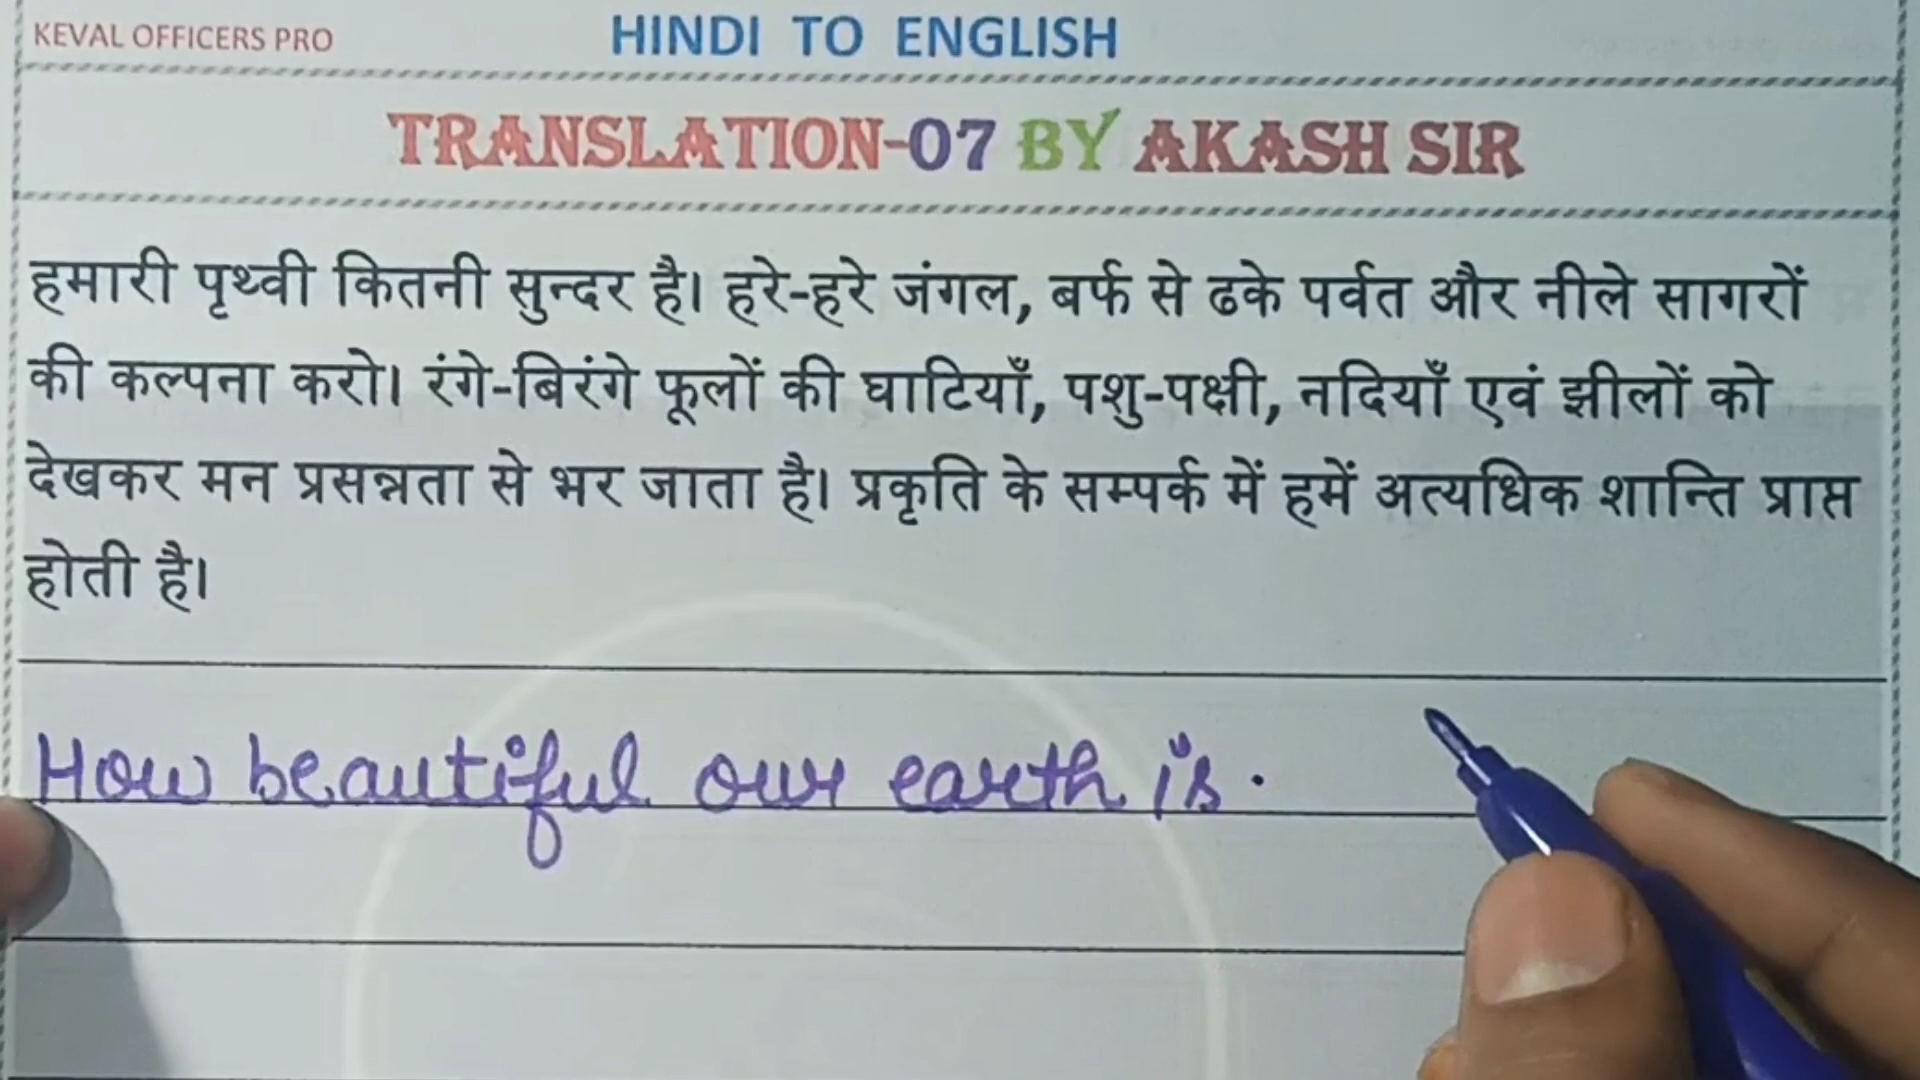 KEVAL OFFICERS PRO
HINDI TO ENGLISH
TRANSLATION-07 BY AKASH SIR
हमारी पृथ्वी कितनी सुन्दर है। हरे-हरे जंगल, बर्फ से ढके पर्वत और नीले सागरों
की कल्पना करो। रंगे-बिरंगे फूलों की घाटियाँ, पशु-पक्षी, नदियाँ एवं झीलों को
देखकर मन प्रसन्नता से भर जाता है। प्रकृति के सम्पर्क में हमें अत्यधिक शान्ति प्राप्त
होती है।
How beautiful our earth is.